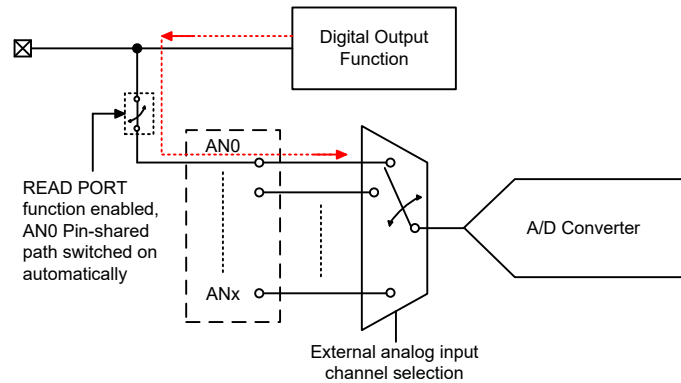 Digital Output
Function
AN0
READ PORT
function enabled,
AN0 Pin-shared
path switched on
automatically
A/D Converter
ANx
External analog input
channel selection